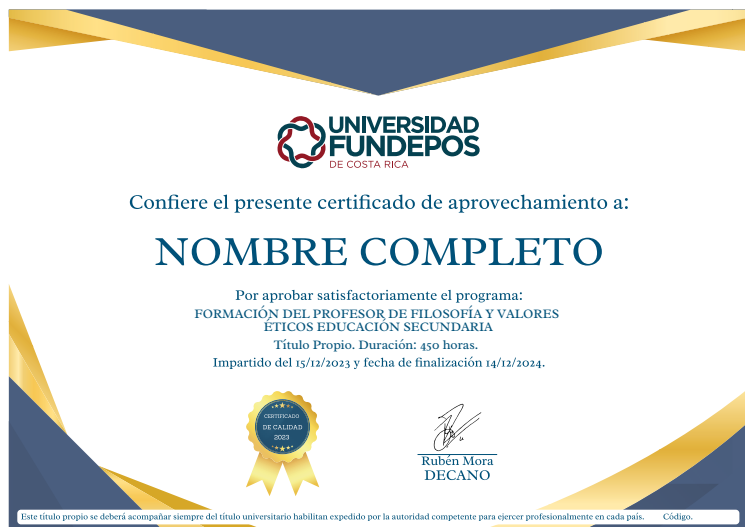 UNIVERSIDAD
FUNDEPOS
DE COSTA RICA
Confiere el presente certificado de aprovechamiento a:
NOMBRE COMPLETO
Por aprobar satisfactoriamente el programa:
FORMACIÓN DEL PROFESOR DE FILOSOFÍA Y VALORES
ÉTICOS EDUCACIÓN SECUNDARIA
Título Propio. Duración: 450 horas.
Impartido del 15/12/2023 y fecha de finalización 14/12/2024.
CERTIFICADO
DE CALIDAD
2023
Rubén Mora
DECANO
Este título propio se deberá acompañar siempre del título universitario habilitan expedido por la autoridad competente para ejercer profesionalmente en cada país. Código.